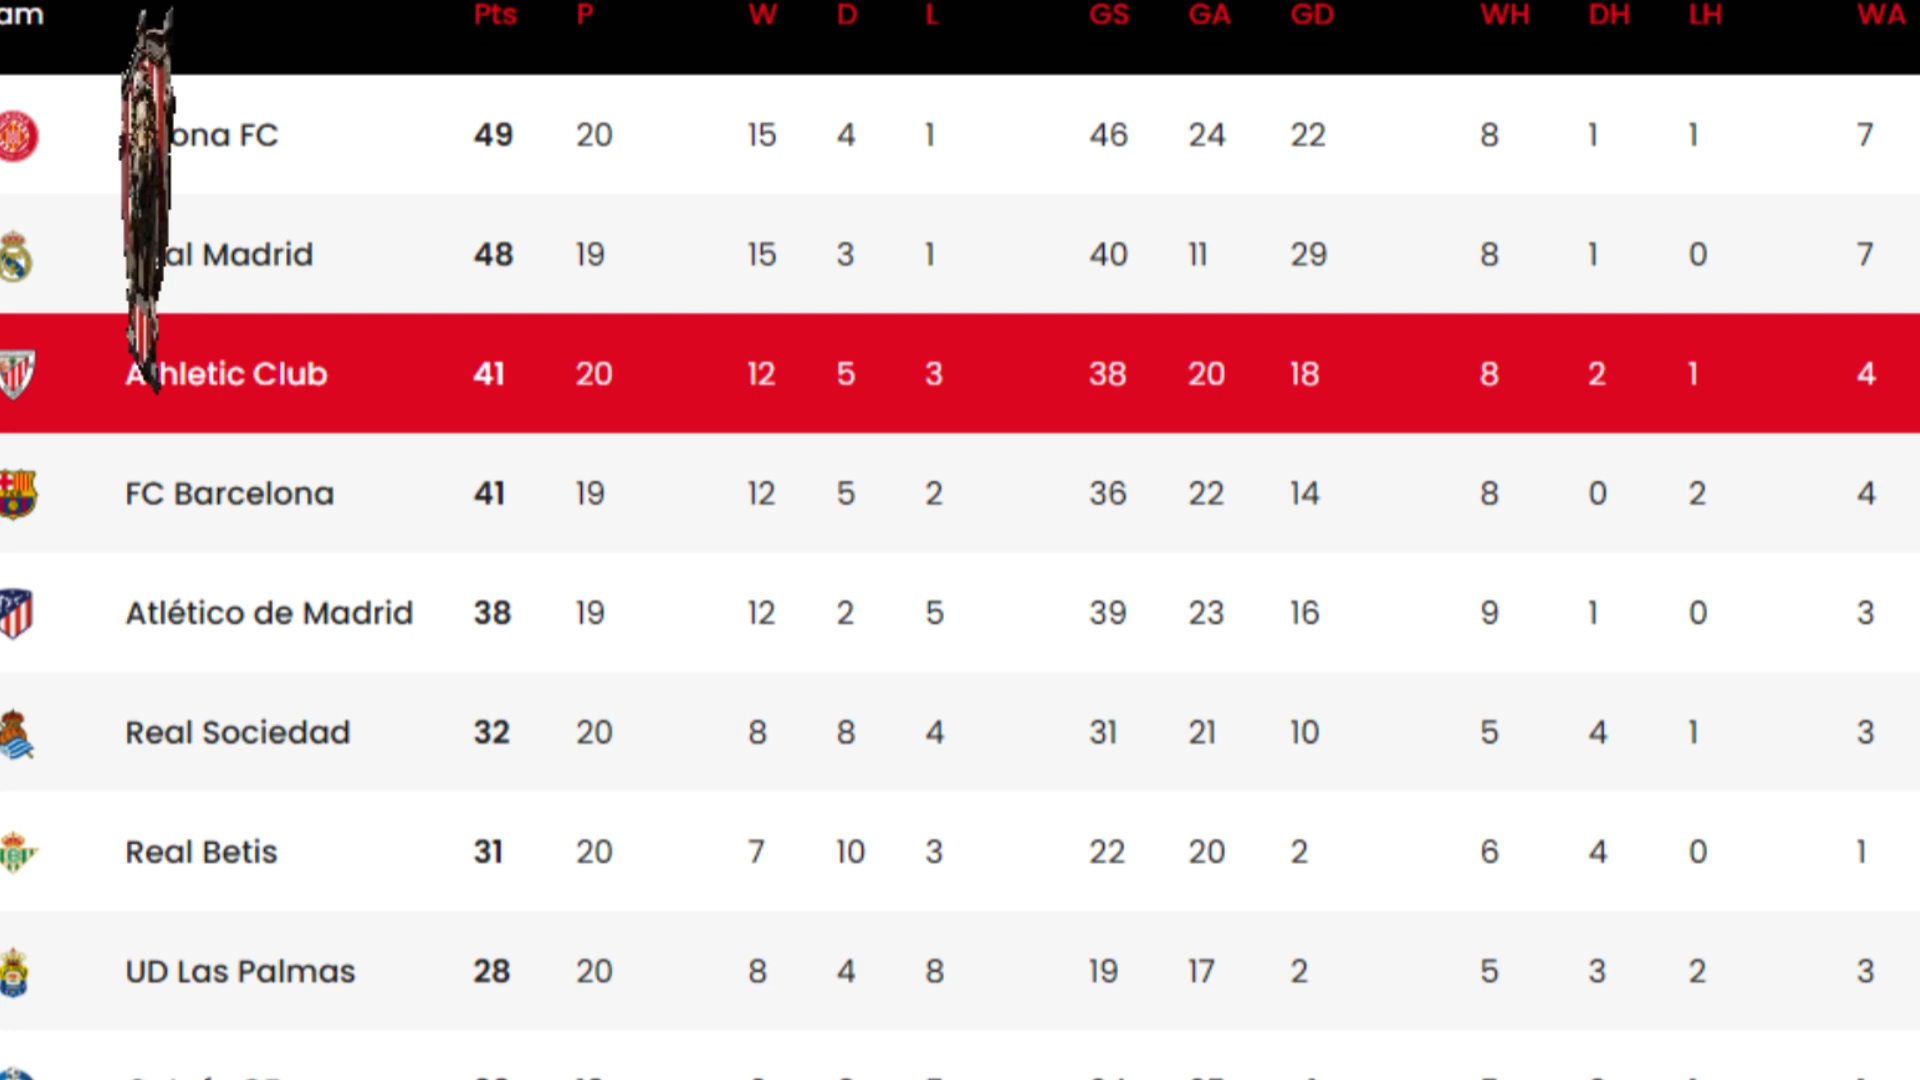 am Pts P W D L GS GA GD WH DH LH WA
ona FC 49 20 15 4 1 46 24 22 8 1 1 7
al Madrid 48 19 15 3 1 40 11 29 8 1 0 7
Athletic Club 41 20 12 5 3 38 20 18 8 2 1 4
FC Barcelona 41 19 12 5 2 36 22 14 8 0 2 4
Atlético de Madrid 38 19 12 2 5 39 23 16 9 1 0 3
Real Sociedad 32 20 8 8 4 31 21 10 5 4 1 3
Real Betis 31 20 7 10 3 22 20 2 6 4 0 1
UD Las Palmas 28 20 8 4 8 19 17 2 5 3 2 3